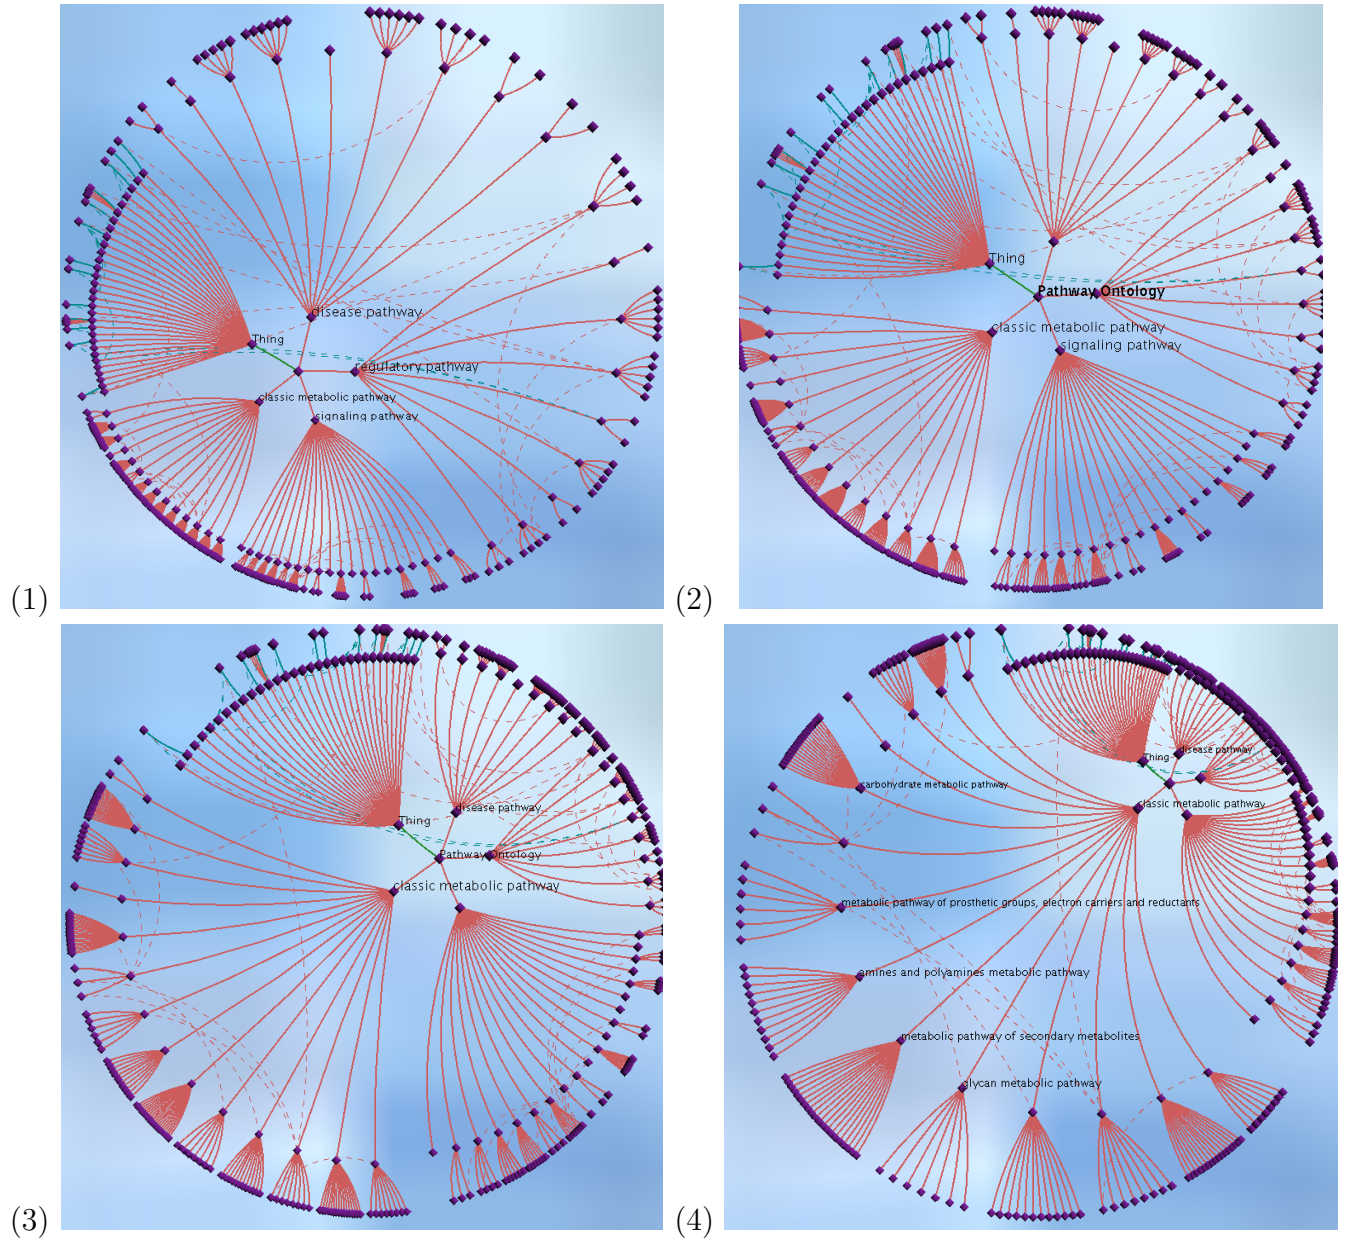 (1)
disease pathway
Thing
regulatory pathway
classic metabolic pathway
signaling pathway
(2)
Thing
Pathway Ontology
classic metabolic pathway
signaling pathway
(3)
disease pathway
Thing
Pathway Ontology
classic metabolic pathway
(4)
disease pathway
Thing
carbohydrate metabolic pathway
classic metabolic pathway
metabolic pathway of prosthetic groups, electron carriers and reductants
amines and polyamines metabolic pathway
metabolic pathway of secondary metabolites
glycan metabolic pathway